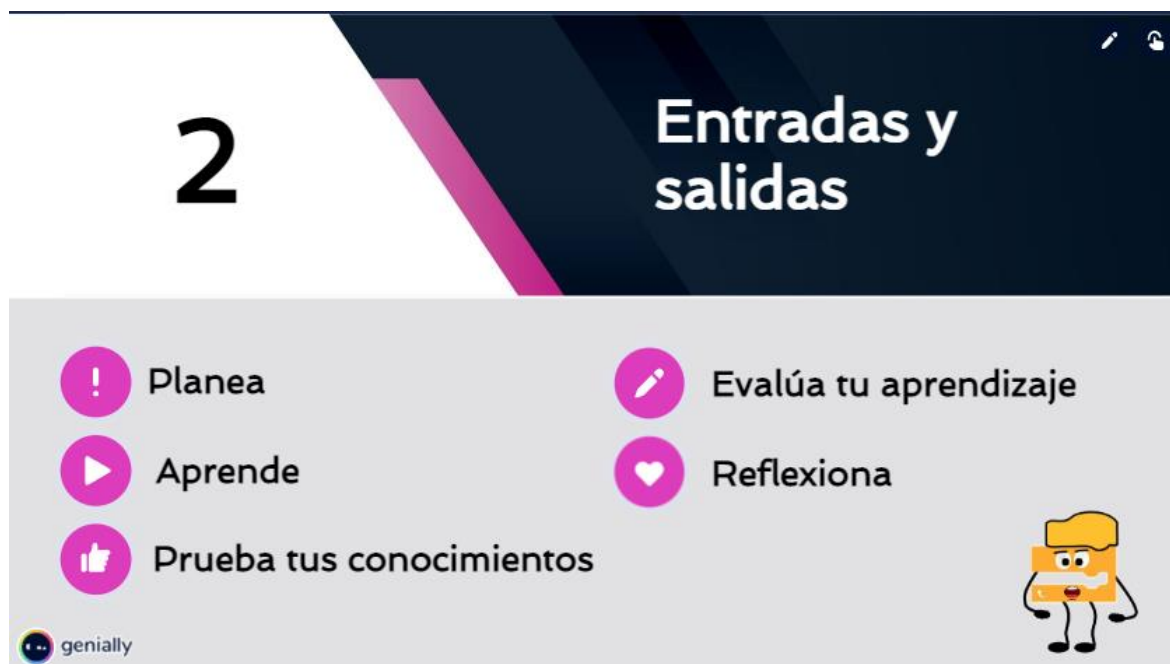 2
Entradas y
salidas
Planea
Aprende
Prueba tus conocimientos
Evalúa tu aprendizaje
Reflexiona
genially